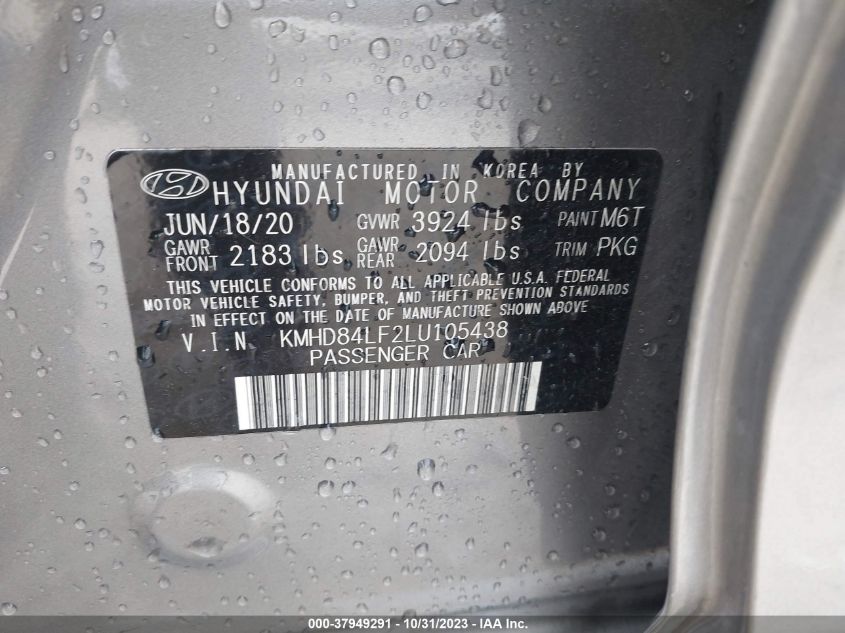 MANUFACTURED IN KOREA BY
HYUNDAI MOTOR COMPANY
JUN/18/20 GVWR 3924 lbs PAINT M6T
GAWR FRONT 2183 lbs GAWR REAR 2094 lbs TRIM PKG
THIS VEHICLE CONFORMS TO ALL APPLICABLE U.S.A. FEDERAL
MOTOR VEHICLE SAFETY, BUMPER, AND THEFT PREVENTION STANDARDS
IN EFFECT ON THE DATE OF MANUFACTURE SHOWN ABOVE
V.I.N. KMHD84LF2LU105438
PASSENGER CAR
000-37949291 - 10/31/2023 - IAA Inc.